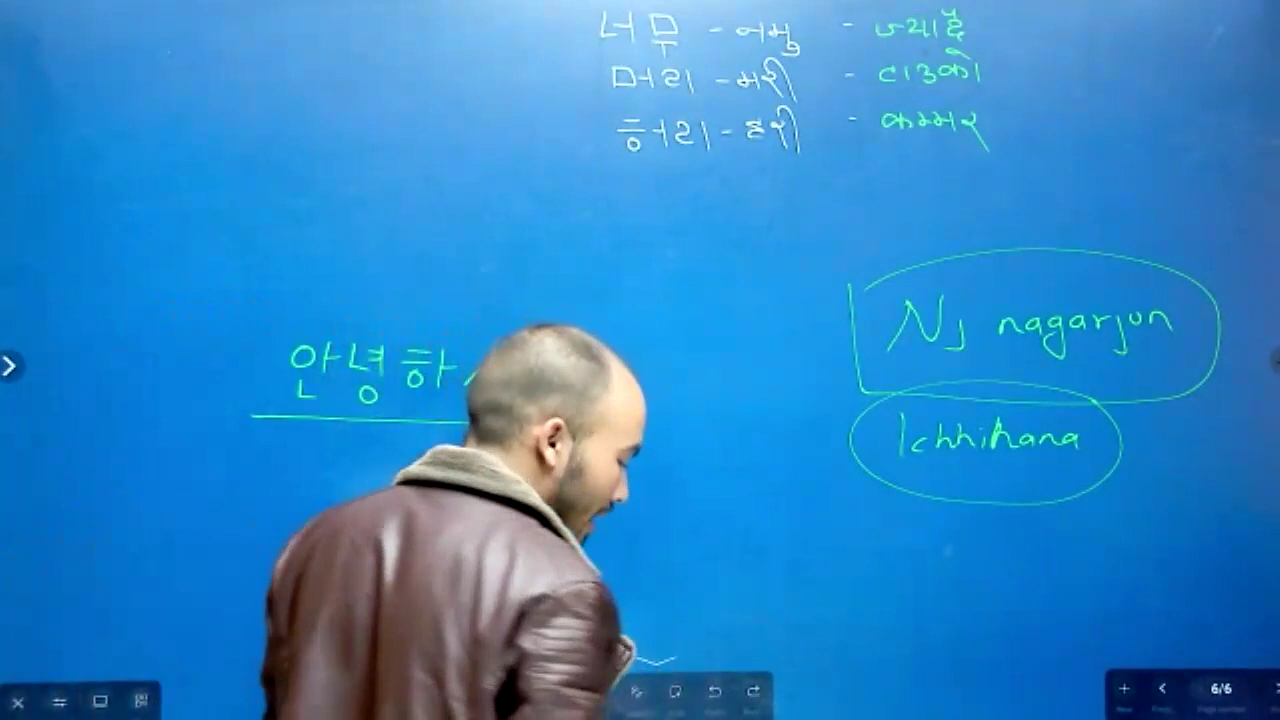 너무 - नमु - ज्यादै
마리 - मरी - टाउको
허리 - हरी - कम्मर
Nj nagarjun
안녕하
Ichhihana
6/6